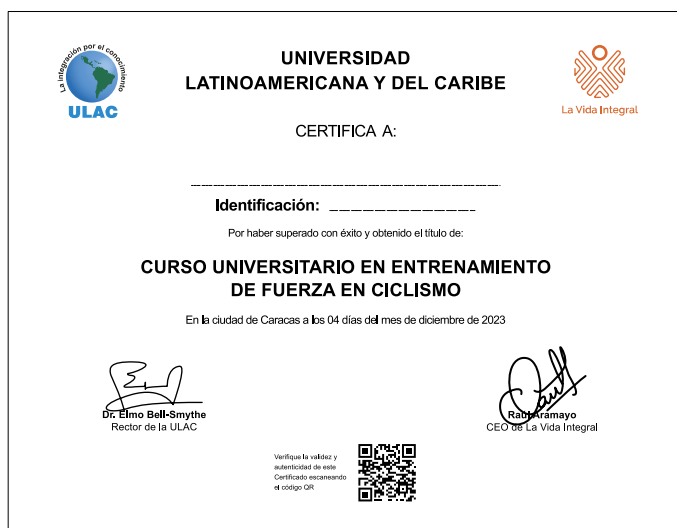 La integración por el conocimiento
ULAC
UNIVERSIDAD
LATINOAMERICANA Y DEL CARIBE
La Vida Integral
CERTIFICA A:
Identificación:
Por haber superado con éxito y obtenido el título de:
CURSO UNIVERSITARIO EN ENTRENAMIENTO
DE FUERZA EN CICLISMO
En la ciudad de Caracas a los 04 días del mes de diciembre de 2023
Dr. Elmo Bell-Smythe
Rector de la ULAC
Raúl Aramayo
CEO de La Vida Integral
Verifique la validez y
autenticidad de este
Certificado escaneando
el código QR